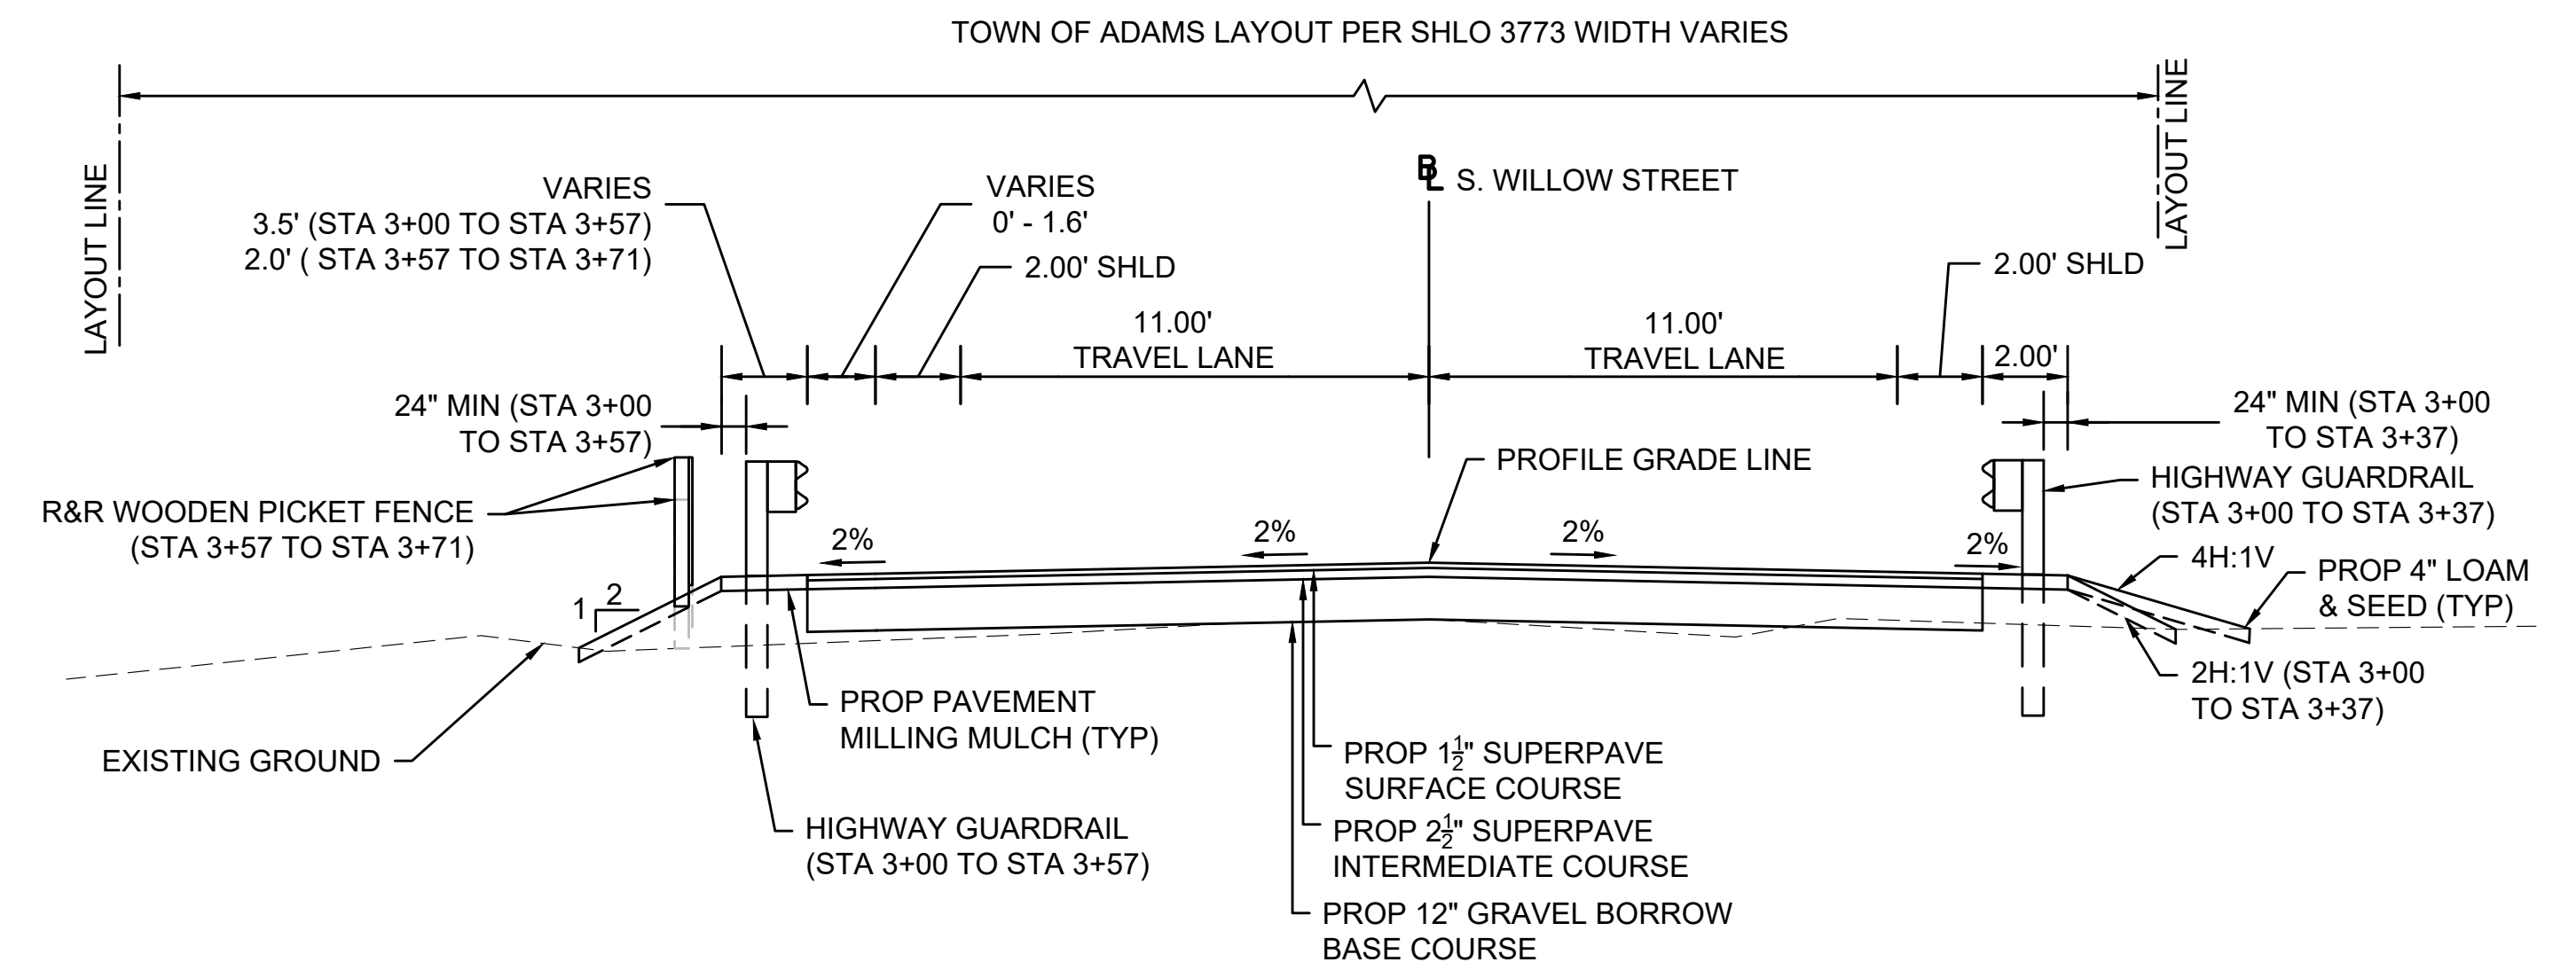 TOWN OF ADAMS LAYOUT PER SHLO 3773 WIDTH VARIES
LAYOUT LINE
LAYOUT LINE
VARIES
3.5' (STA 3+00 TO STA 3+57)
2.0' ( STA 3+57 TO STA 3+71)
VARIES
0' - 1.6'
2.00' SHLD
BL S. WILLOW STREET
2.00' SHLD
11.00'
TRAVEL LANE
11.00'
TRAVEL LANE
2.00'
24" MIN (STA 3+00
TO STA 3+57)
24" MIN (STA 3+00
TO STA 3+37)
R&R WOODEN PICKET FENCE
(STA 3+57 TO STA 3+71)
PROFILE GRADE LINE
HIGHWAY GUARDRAIL
(STA 3+00 TO STA 3+37)
2%
2%
2%
2%
4H:1V
PROP 4" LOAM
& SEED (TYP)
1
2
2H:1V (STA 3+00
TO STA 3+37)
EXISTING GROUND
PROP PAVEMENT
MILLING MULCH (TYP)
HIGHWAY GUARDRAIL
(STA 3+00 TO STA 3+57)
PROP 1½" SUPERPAVE
SURFACE COURSE
PROP 2½" SUPERPAVE
INTERMEDIATE COURSE
PROP 12" GRAVEL BORROW
BASE COURSE